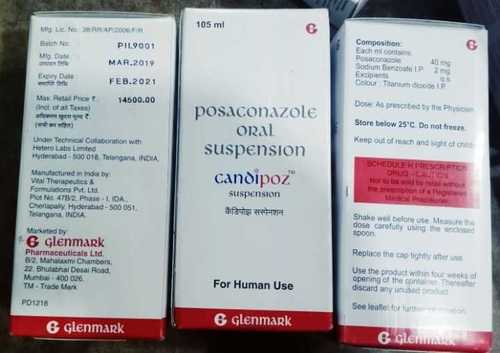 Mfg. Lic. No.: 28/RR/AP/2006/F/R
Batch No. PII.9001
Mfg. Date MAR.2019
Expiry Date FEB.2021
Max. Retail Price ₹ 14500.00
(Incl. of all Taxes)
Under Technical Collaboration with
Hetero Labs Limited
Hyderabad - 500 018, Telangana, INDIA.
Manufactured in India by:
Vital Therapeutics &
Formulations Pvt. Ltd.
Plot No. 47B/2, Phase - I, IDA.,
Cherlapally, Hyderabad - 500 051,
Telangana, INDIA.
Marketed by:
G glenmark
Pharmaceuticals Ltd.
B/2, Mahalaxmi Chambers,
22, Bhulabhai Desai Road,
Mumbai - 400 026.
TM - Trade Mark
PD1218
G glenmark
105 ml
G
POSACONAZOLE
ORAL
SUSPENSION
candipoz™
SUSPENSION
कैंडिपोझ सस्पेनशन
For Human Use
G glenmark
G
Composition:
Each ml contains:
Posaconazole 40 mg
Sodium Benzoate I.P. 2 mg
Excipients q.s.
Colour : Titanium dioxide I.P.
Dose: As prescribed by the Physician
Store below 25°C. Do not freeze.
Keep out of reach and sight of child
SCHEDULE H PRESCRIPTION
DRUG - CAUTION
Not to be sold by retail without
the prescription of a Registered
Medical Practitioner.
Shake well before use. Measure the
dose carefully using the enclosed
spoon.
Replace the cap tightly after use.
Use the product within four weeks of
opening of the container. Thereafter
discard any unused product.
See leaflet for further information.
G glenmark